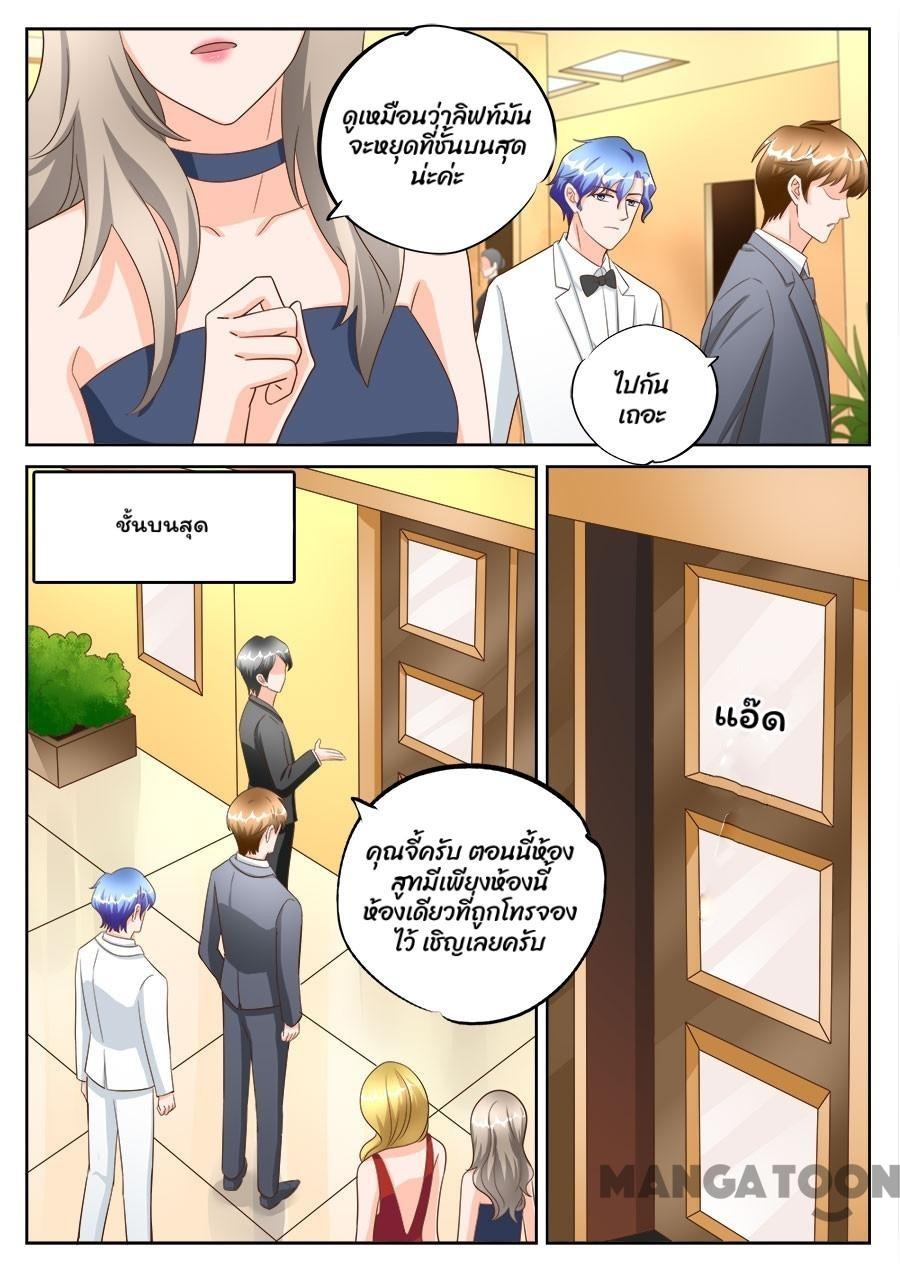 ดูเหมือนว่าลิฟท์มัน
จะหยุดที่ชั้นบนสุด
น่ะค่ะ
ไปกัน
เถอะ
ชั้นบนสุด
คุณจี้ครับ ตอนนี้ห้อง
สูทมีเพียงห้องนี้
ห้องเดียวที่ถูกโทรจอง
ไว้ เชิญเลยครับ
แอ๊ด
MANGATOON